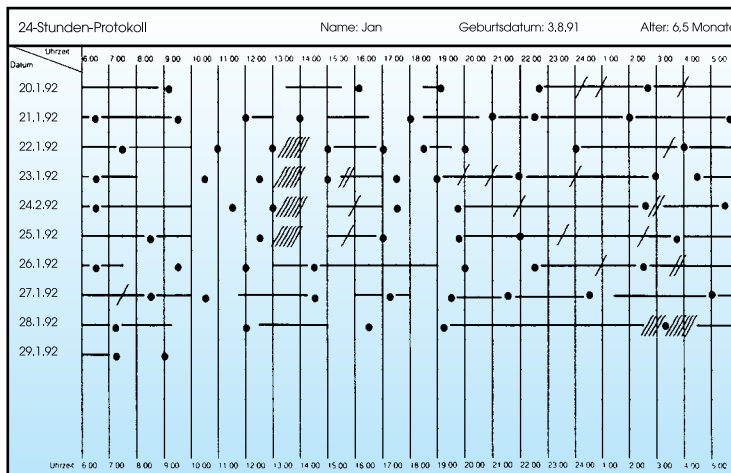 24-Stunden-Protokoll Name: Jan Geburtsdatum: 3.8.91 Alter: 6,5 Monate
Uhrzeit
Datum
6 00 7 00 8 00 9 00 10 00 11 00 12 00 13 00 14 00 15 00 16 00 17 00 18 00 19 00 20 00 21 00 22 00 23 00 24 00 1 00 2 00 3 00 4 00 5 00
20.1.92
21.1.92
22.1.92
23.1.92
24.2.92
25.1.92
26.1.92
27.1.92
28.1.92
29.1.92
Uhrzeit 6 00 7 00 8 00 9 00 10 00 11 00 12 00 13 00 14 00 15 00 16 00 17 00 18 00 19 00 20 00 21 00 22 00 23 00 24 00 1 00 2 00 3 00 4 00 5 00